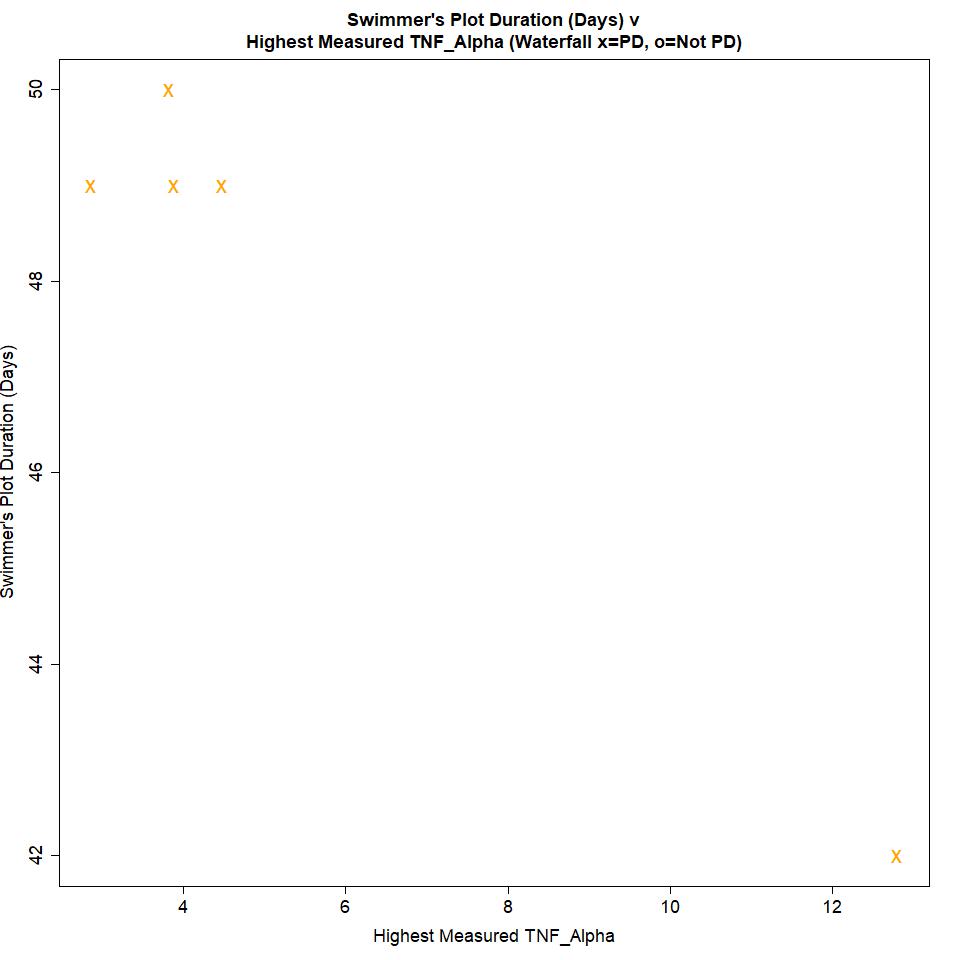 Swimmer's Plot Duration (Days) v
Highest Measured TNF_Alpha (Waterfall x=PD, o=Not PD)
Swimmer's Plot Duration (Days)
50
48
46
44
42
X
X
X
X
X
4
6
8
10
12
Highest Measured TNF_Alpha